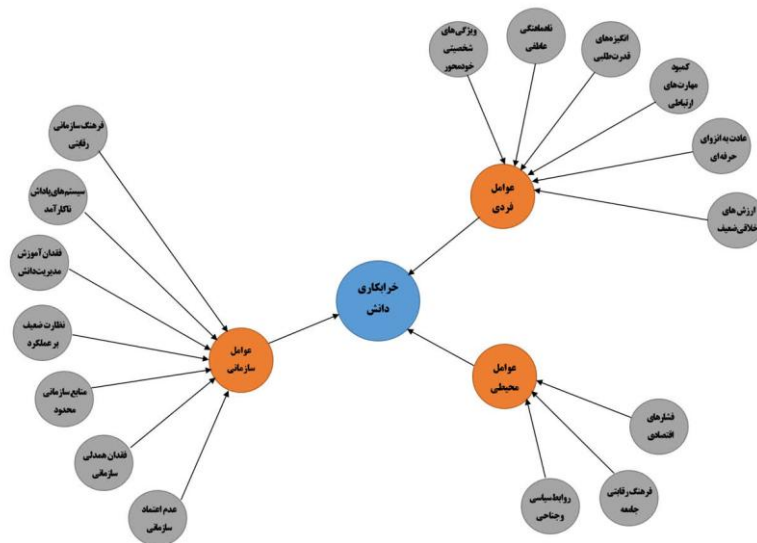 ویژگی‌های
شخصیتی
خودمحور
ناهماهنگی
عاطفی
انگیزه‌های
قدرت‌طلبی
کمبود
مهارت‌های
ارتباطی
عادت به انزوای
حرفه‌ای
ارزش‌های
اخلاقی ضعیف
عوامل
فردی
فرهنگ سازمانی
رقابتی
سیستم‌های پاداش
ناکارآمد
فقدان آموزش
مدیریت دانش
نظارت ضعیف
بر عملکرد
منابع سازمانی
محدود
فقدان همدلی
سازمانی
عدم اعتماد
سازمانی
عوامل
سازمانی
خرابکاری
دانش
عوامل
محیطی
فشارهای
اقتصادی
فرهنگ رقابتی
جامعه
روابط سیاسی
و جناحی